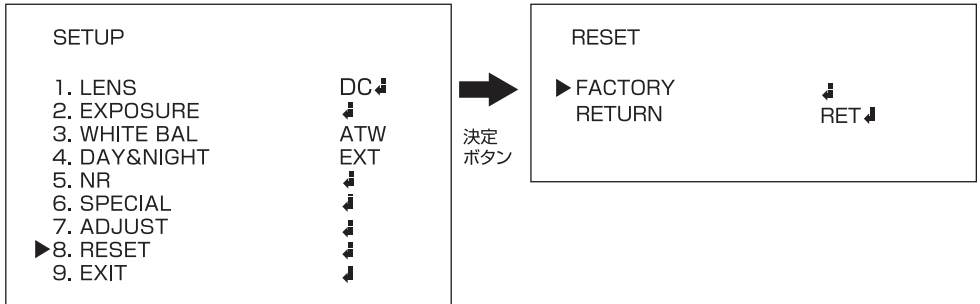 SETUP
1. LENS DC↲
2. EXPOSURE ↲
3. WHITE BAL ATW
4. DAY&NIGHT EXT
5. NR ↲
6. SPECIAL ↲
7. ADJUST ↲
▶8. RESET ↲
9. EXIT ↲
決定
ボタン
RESET
▶FACTORY ↲
RETURN RET↲